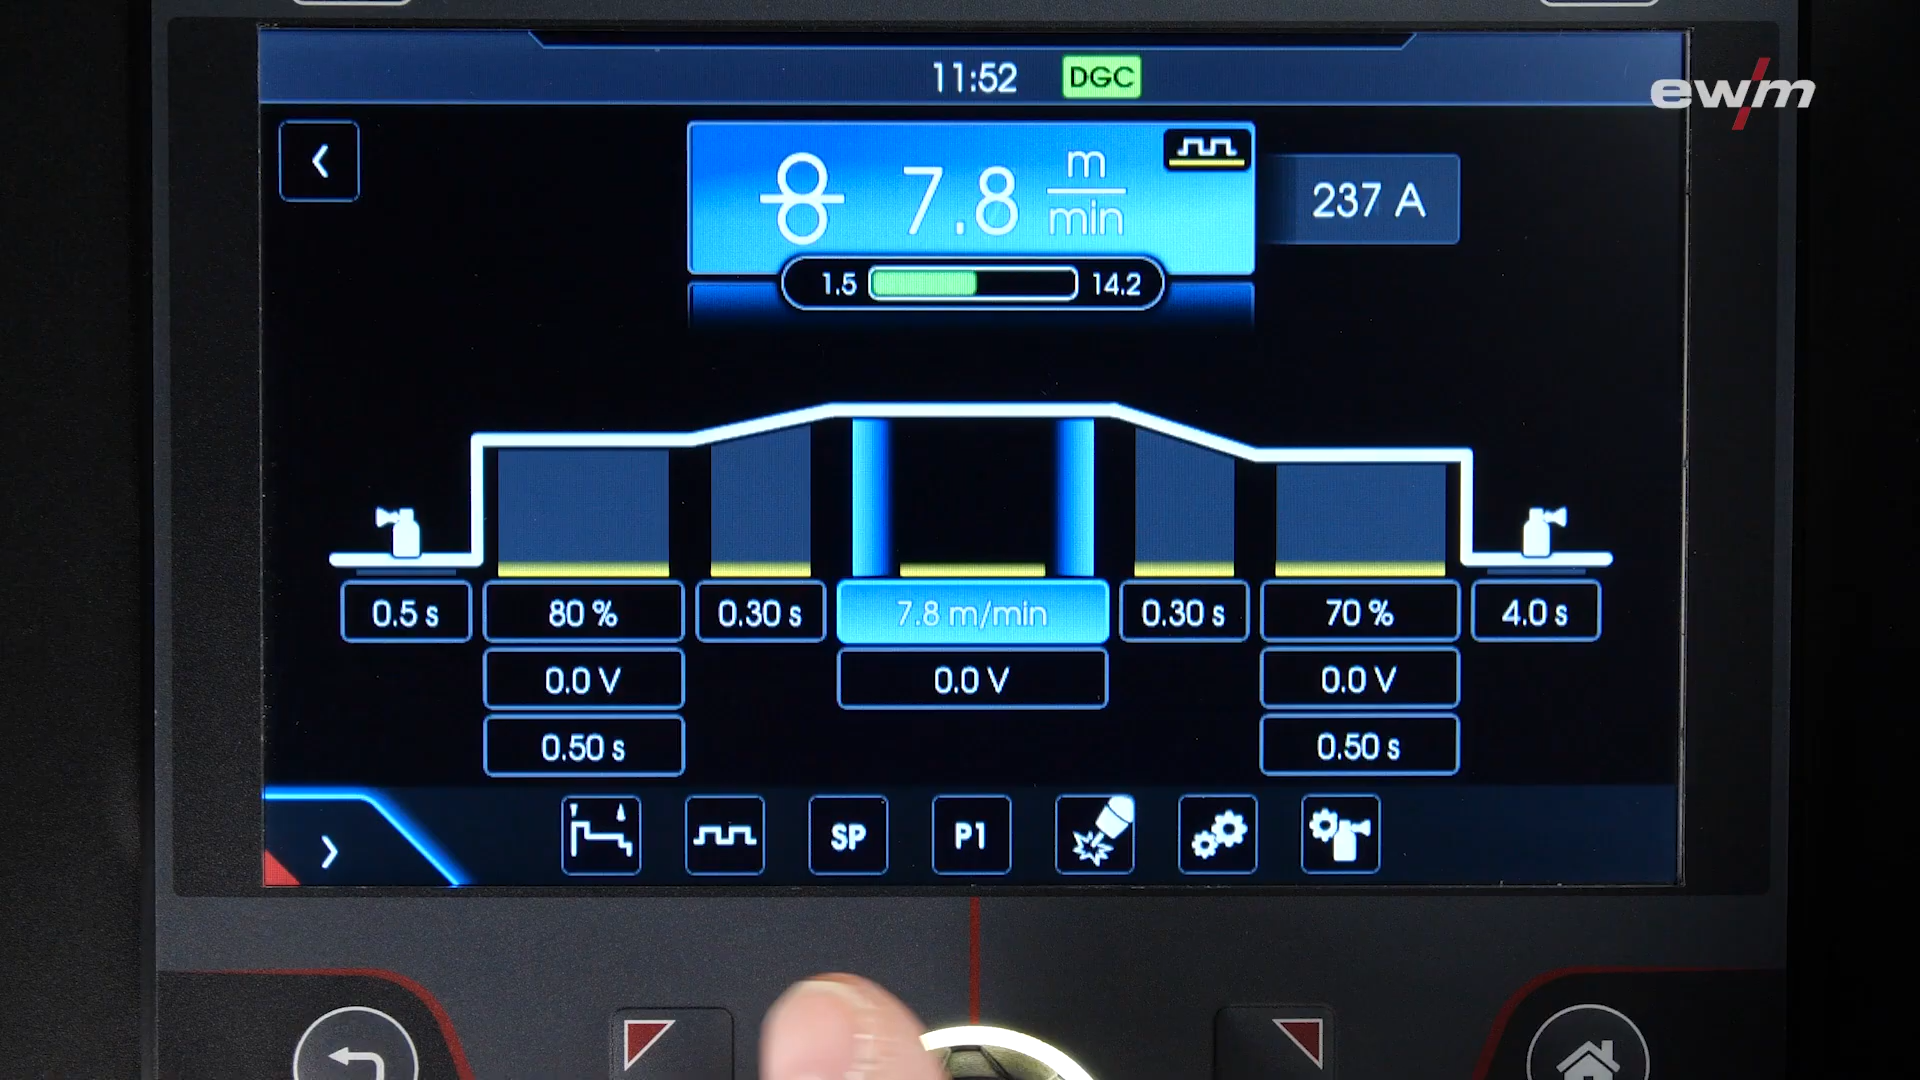 11:52 DGC
ewm
7.8 m/min
237 A
1.5 14.2
0.5 s 80 % 0.30 s 7.8 m/min 0.30 s 70 % 4.0 s
0.0 V 0.0 V 0.0 V
0.50 s 0.50 s
SP P1